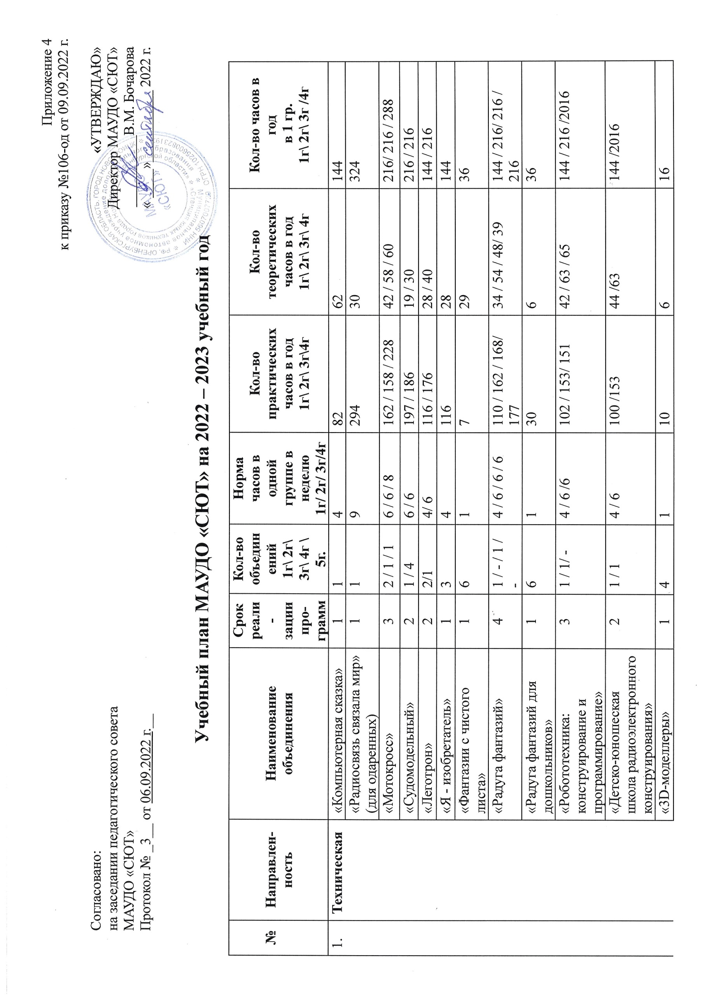 Приложение 4
к приказу №106-од от 09.09.2022 г.
Согласовано:
на заседании педагогического совета
МАУДО «СЮТ»
Протокол № _3__ от 06.09.2022 г.__
«УТВЕРЖДАЮ»
Директор МАУДО «СЮТ»
В.М. Бочарова
« » сентября 2022 г.
МАУДО
«СЮТ»
Учебный план МАУДО «СЮТ» на 2022 – 2023 учебный год
№
Направлен-
ность
Наименование
объединения
Срок
реали
-
зации
про-
грамм
Кол-во
объедин
ений
1г\ 2г\
3г\ 4г \
5г.
Норма
часов в
одной
группе в
неделю
1г/ 2г/ 3г/4г
Кол-во
практических
часов в год
1г\ 2г\ 3г\4г
Кол-во
теоретических
часов в год
1г\ 2г\ 3г\ 4г
Кол-во часов в
год
в 1 гр.
1г\ 2г\ 3г /4г
1. Техническая «Компьютерная сказка» 1 1 4 82 62 144
«Радиосвязь связала мир» 1 1 9 294 30 324
(для одаренных)
«Мотокросс» 3 2 / 1 / 1 6 / 6 / 8 162 / 158 / 228 42 / 58 / 60 216/ 216 / 288
«Судомодельный» 2 1 / 4 6 / 6 197 / 186 19 / 30 216 / 216
«Леготрон» 2 2/1 4/ 6 116 / 176 28 / 40 144 / 216
«Я - изобретатель» 1 3 4 116 28 144
«Фантазии с чистого 1 6 1 7 29 36
листа»
«Радуга фантазий» 4 1 / - / 1 / 4 / 6 / 6 / 6 110 / 162 / 168/ 34 / 54 / 48/ 39 144 / 216/ 216 /
- 177 216
«Радуга фантазий для 1 6 1 30 6 36
дошкольников»
«Робототехника: 3 1 / 1/ - 4 / 6 /6 102 / 153/ 151 42 / 63 / 65 144 / 216 /2016
конструирование и
программирование»
«Детско-юношеская 2 1 / 1 4 / 6 100 /153 44 /63 144 /2016
школа радиоэлектронного
конструирования»
«3D-моделлеры» 1 4 1 10 6 16